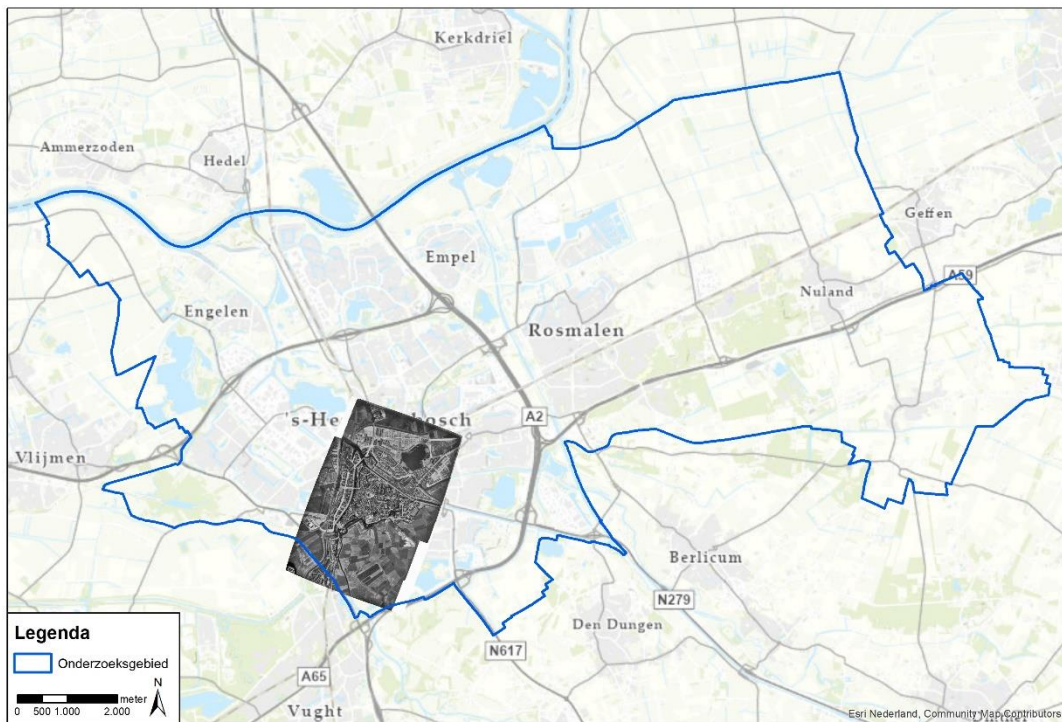 Kerkdriel
Ammerzoden
Hedel
Geffen
Empel
A59
Nuland
Engelen
Rosmalen
's-He bosch
A2
Vlijmen
Berlicum
N279
Den Dungen
N617
A65
Vught
Legenda
Onderzoeksgebied
N
meter
0 500 1.000 2.000
Esri Nederland, Community Map Contributors